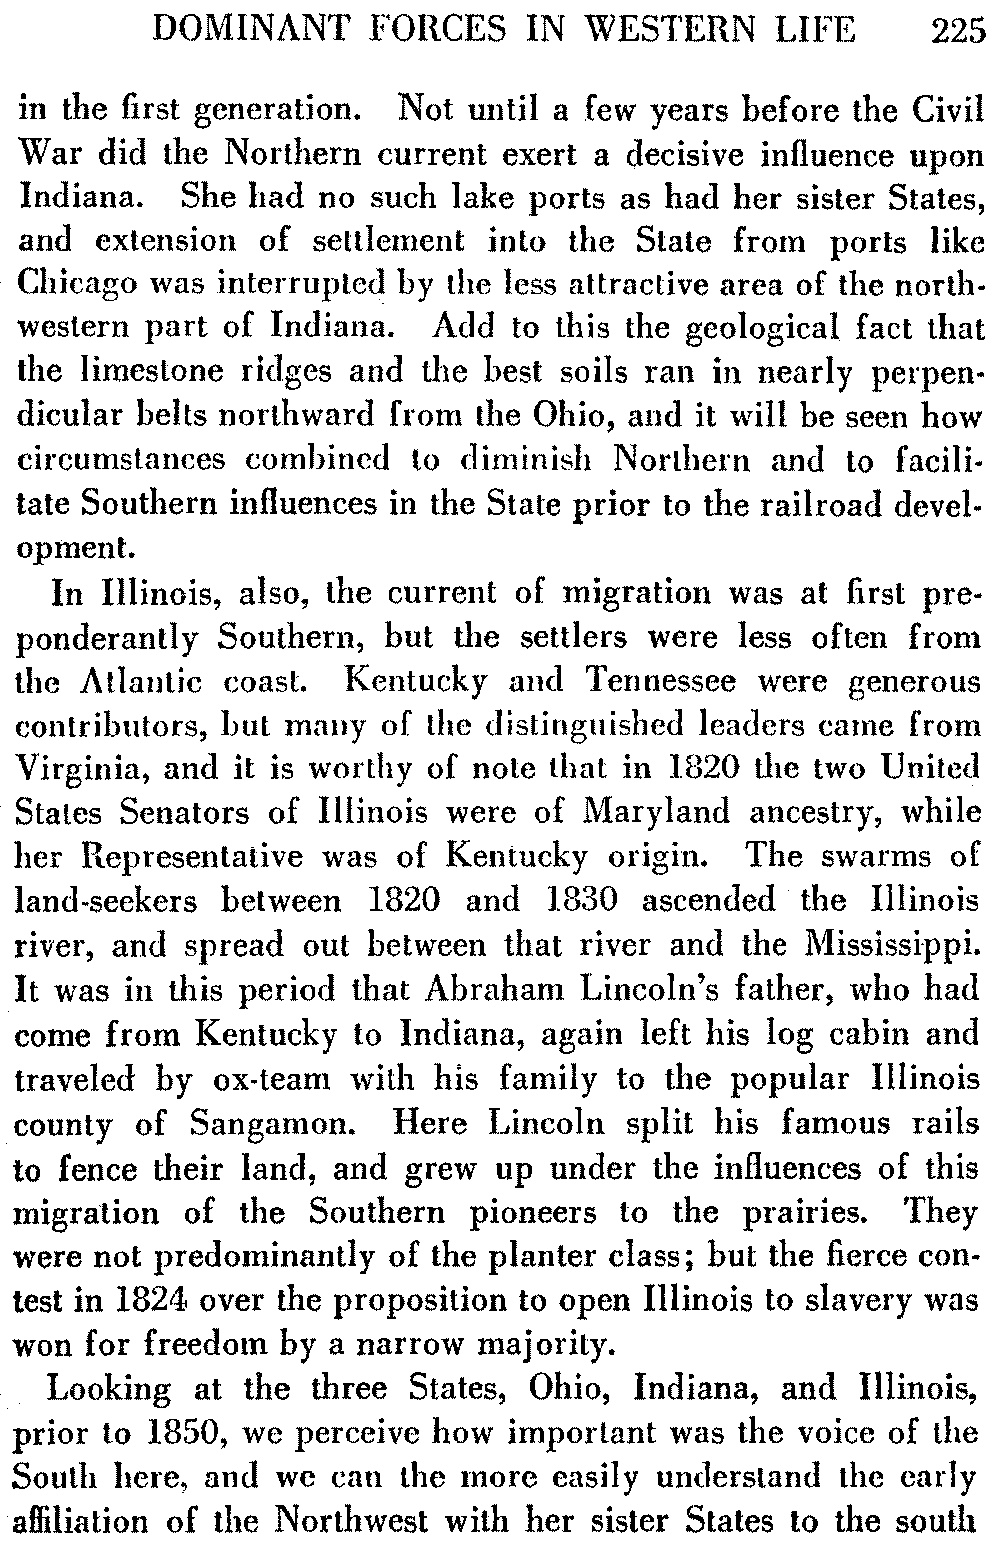 DOMINANT FORCES IN WESTERN LIFE 225
in the first generation. Not until a few years before the Civil
War did the Northern current exert a decisive influence upon
Indiana. She had no such lake ports as had her sister States,
and extension of settlement into the State from ports like
Chicago was interrupted by the less attractive area of the north-
western part of Indiana. Add to this the geological fact that
the limestone ridges and the best soils ran in nearly perpen-
dicular belts northward from the Ohio, and it will be seen how
circumstances combined to diminish Northern and to facili-
tate Southern influences in the State prior to the railroad devel-
opment.
In Illinois, also, the current of migration was at first pre-
ponderantly Southern, but the settlers were less often from
the Atlantic coast. Kentucky and Tennessee were generous
contributors, but many of the distinguished leaders came from
Virginia, and it is worthy of note that in 1820 the two United
States Senators of Illinois were of Maryland ancestry, while
her Representative was of Kentucky origin. The swarms of
land-seekers between 1820 and 1830 ascended the Illinois
river, and spread out between that river and the Mississippi.
It was in this period that Abraham Lincoln's father, who had
come from Kentucky to Indiana, again left his log cabin and
traveled by ox-team with his family to the popular Illinois
county of Sangamon. Here Lincoln split his famous rails
to fence their land, and grew up under the influences of this
migration of the Southern pioneers to the prairies. They
were not predominantly of the planter class; but the fierce con-
test in 1824 over the proposition to open Illinois to slavery was
won for freedom by a narrow majority.
Looking at the three States, Ohio, Indiana, and Illinois,
prior to 1850, we perceive how important was the voice of the
South here, and we can the more easily understand the early
affiliation of the Northwest with her sister States to the south